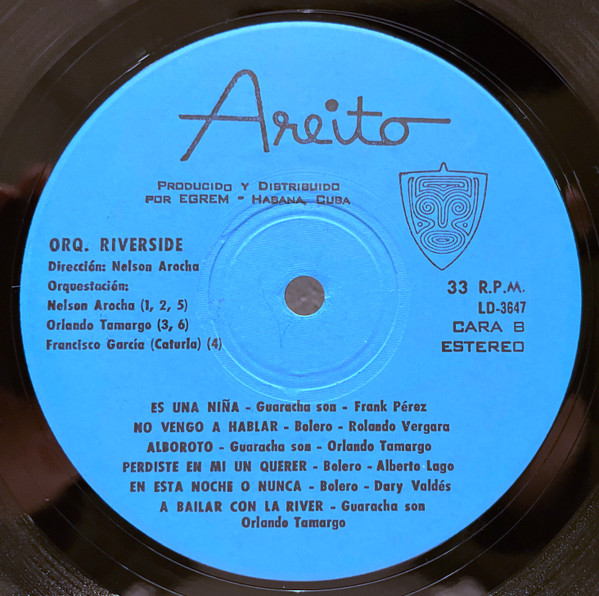 Areito
PRODUCIDO Y DISTRIBUIDO
POR EGREM - HABANA, CUBA
ORQ. RIVERSIDE
Dirección: Nelson Arocha
Orquestación:
Nelson Arocha (1, 2, 5)
Orlando Tamargo (3, 6)
Francisco García (Caturla) (4)
33 R.P.M.
LD-3647
CARA B
ESTEREO
ES UNA NIÑA - Guaracha son - Frank Pérez
NO VENGO A HABLAR - Bolero - Rolando Vergara
ALBOROTO - Guaracha son - Orlando Tamargo
PERDISTE EN MI UN QUERER - Bolero - Alberto Lago
EN ESTA NOCHE O NUNCA - Bolero - Dary Valdés
A BAILAR CON LA RIVER - Guaracha son
Orlando Tamargo